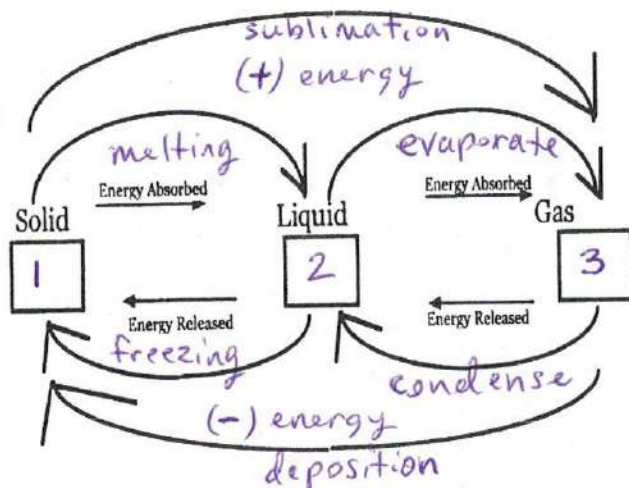 sublimation
(+) energy
melting
evaporate
Energy Absorbed
Energy Absorbed
Solid
Liquid
Gas
1
2
3
Energy Released
Energy Released
freezing
condense
(-) energy
deposition